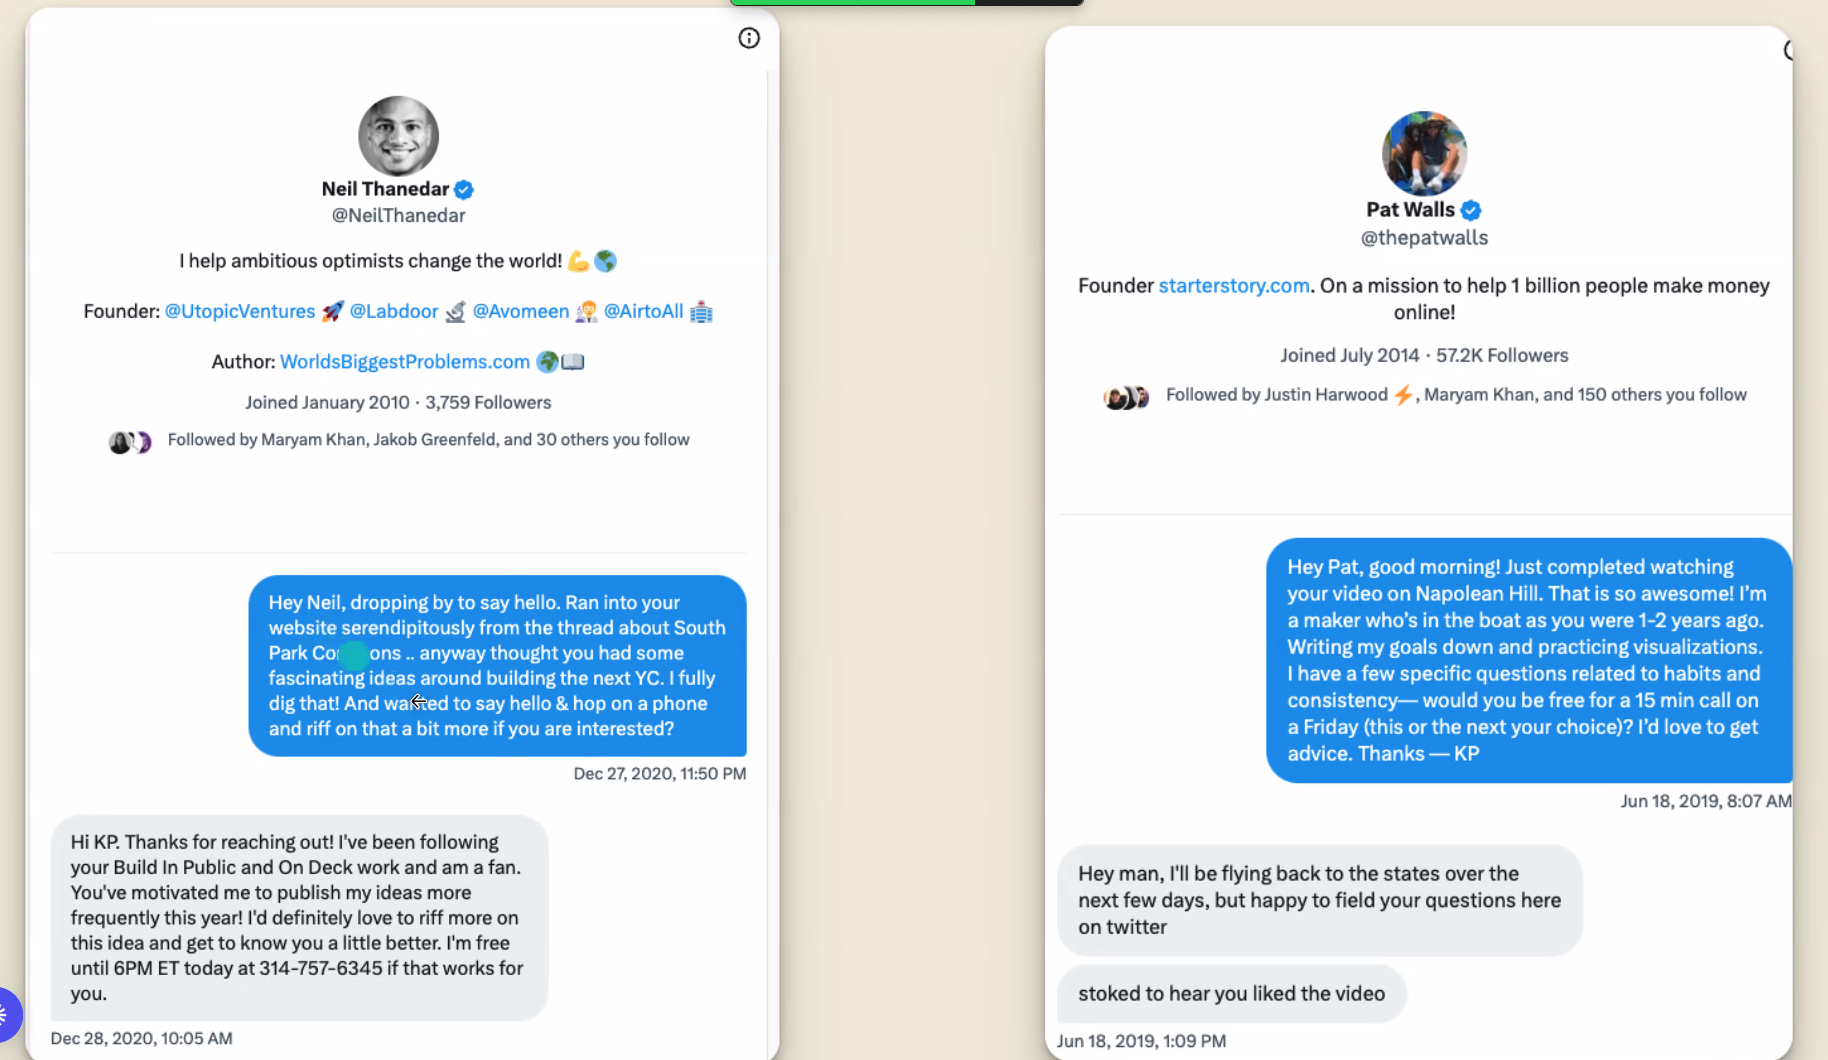 Neil Thanedar
@NeilThanedar
I help ambitious optimists change the world! 💪🌎
Founder: @UtopicVentures 🚀 @Labdoor 🔬 @Avomeen 👨‍🔬 @AirtoAll 🏥
Author: WorldsBiggestProblems.com 🌍📖
Joined January 2010 · 3,759 Followers
Followed by Maryam Khan, Jakob Greenfeld, and 30 others you follow
Hey Neil, dropping by to say hello. Ran into your
website serendipitously from the thread about South
Park .. anyway thought you had some
fascinating ideas around building the next YC. I fully
dig that! And wanted to say hello & hop on a phone
and riff on that a bit more if you are interested?
Dec 27, 2020, 11:50 PM
Hi KP. Thanks for reaching out! I've been following
your Build In Public and On Deck work and am a fan.
You've motivated me to publish my ideas more
frequently this year! I'd definitely love to riff more on
this idea and get to know you a little better. I'm free
until 6PM ET today at 314-757-6345 if that works for
you.
Dec 28, 2020, 10:05 AM
Pat Walls
@thepatwalls
Founder starterstory.com. On a mission to help 1 billion people make money
online!
Joined July 2014 · 57.2K Followers
Followed by Justin Harwood ⚡, Maryam Khan, and 150 others you follow
Hey Pat, good morning! Just completed watching
your video on Napolean Hill. That is so awesome! I'm
a maker who's in the boat as you were 1-2 years ago.
Writing my goals down and practicing visualizations.
I have a few specific questions related to habits and
consistency— would you be free for a 15 min call on
a Friday (this or the next your choice)? I'd love to get
advice. Thanks — KP
Jun 18, 2019, 8:07 AM
Hey man, I'll be flying back to the states over the
next few days, but happy to field your questions here
on twitter
stoked to hear you liked the video
Jun 18, 2019, 1:09 PM